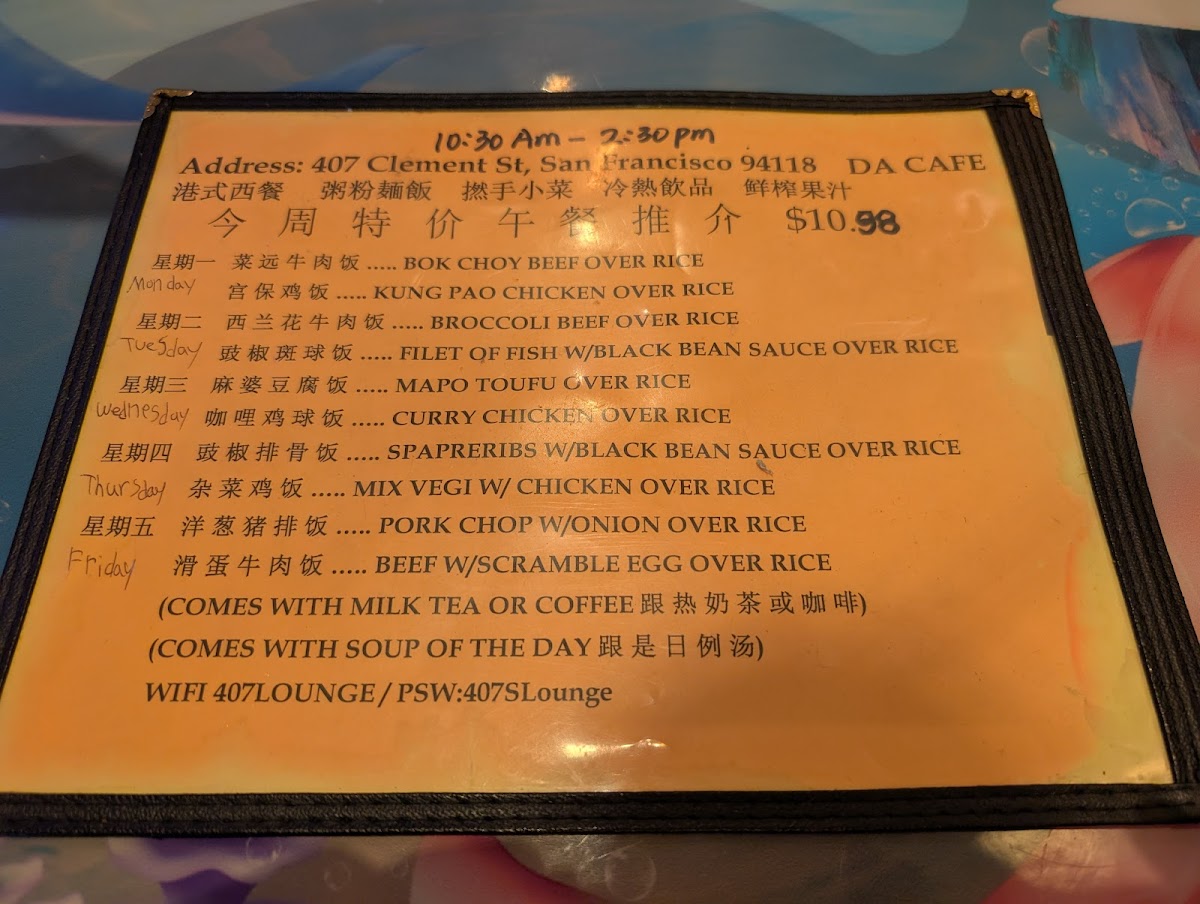 10:30 Am - 2:30pm
Address: 407 Clement St, San Francisco 94118 DA CAFE
港式西餐 粥粉麵飯 撚手小菜 冷熱飲品 鲜榨果汁
今周特价午餐推介 $10.98
星期一 菜远牛肉饭 ..... BOK CHOY BEEF OVER RICE
Monday 宫保鸡饭 ..... KUNG PAO CHICKEN OVER RICE
星期二 西兰花牛肉饭 ..... BROCCOLI BEEF OVER RICE
Tuesday 豉椒斑球饭 ..... FILET OF FISH W/BLACK BEAN SAUCE OVER RICE
星期三 麻婆豆腐饭 ..... MAPO TOUFU OVER RICE
Wednesday 咖哩鸡球饭 ..... CURRY CHICKEN OVER RICE
星期四 豉椒排骨饭 ..... SPAPRERIBS W/BLACK BEAN SAUCE OVER RICE
Thursday 杂菜鸡饭 ..... MIX VEGI W/ CHICKEN OVER RICE
星期五 洋葱猪排饭 ..... PORK CHOP W/ONION OVER RICE
Friday 滑蛋牛肉饭 ..... BEEF W/SCRAMBLE EGG OVER RICE
(COMES WITH MILK TEA OR COFFEE 跟热奶茶或咖啡)
(COMES WITH SOUP OF THE DAY 跟是日例汤)
WIFI 407LOUNGE / PSW:407SLounge